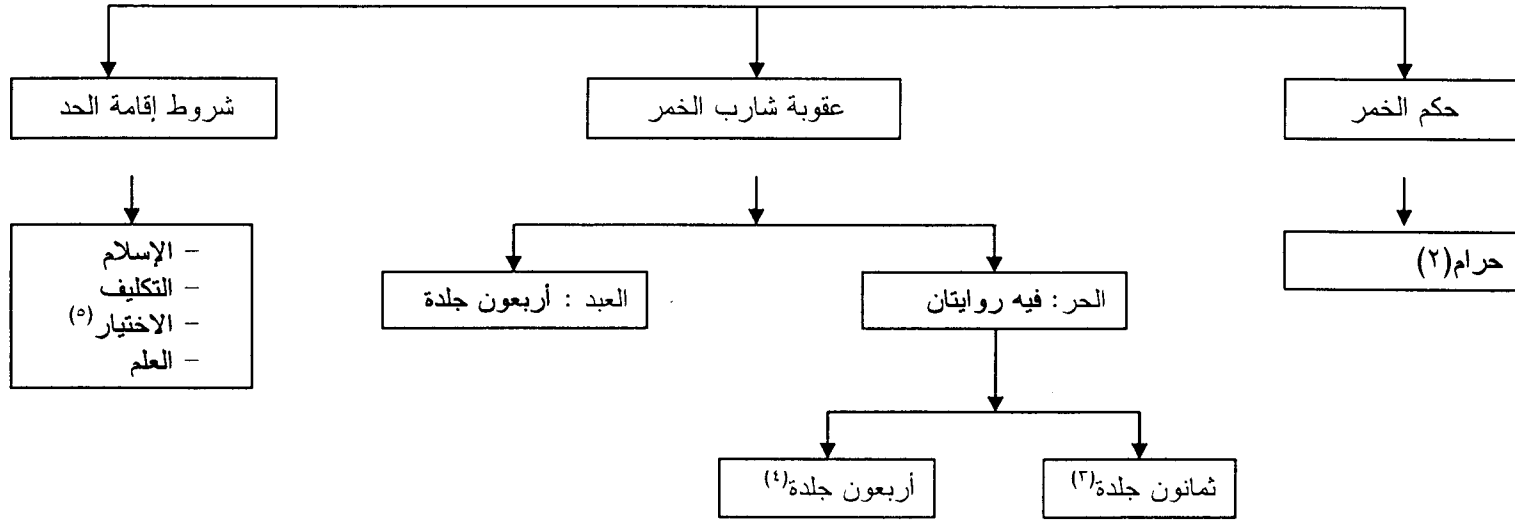 حكم الخمر
عقوبة شارب الخمر
شروط إقامة الحد
حرام(٢)
الحر: فيه روايتان
العبد : أربعون جلدة
– الإسلام
– التكليف
– الاختيار(٥)
– العلم
ثمانون جلدة(٣)
أربعون جلدة(٤)